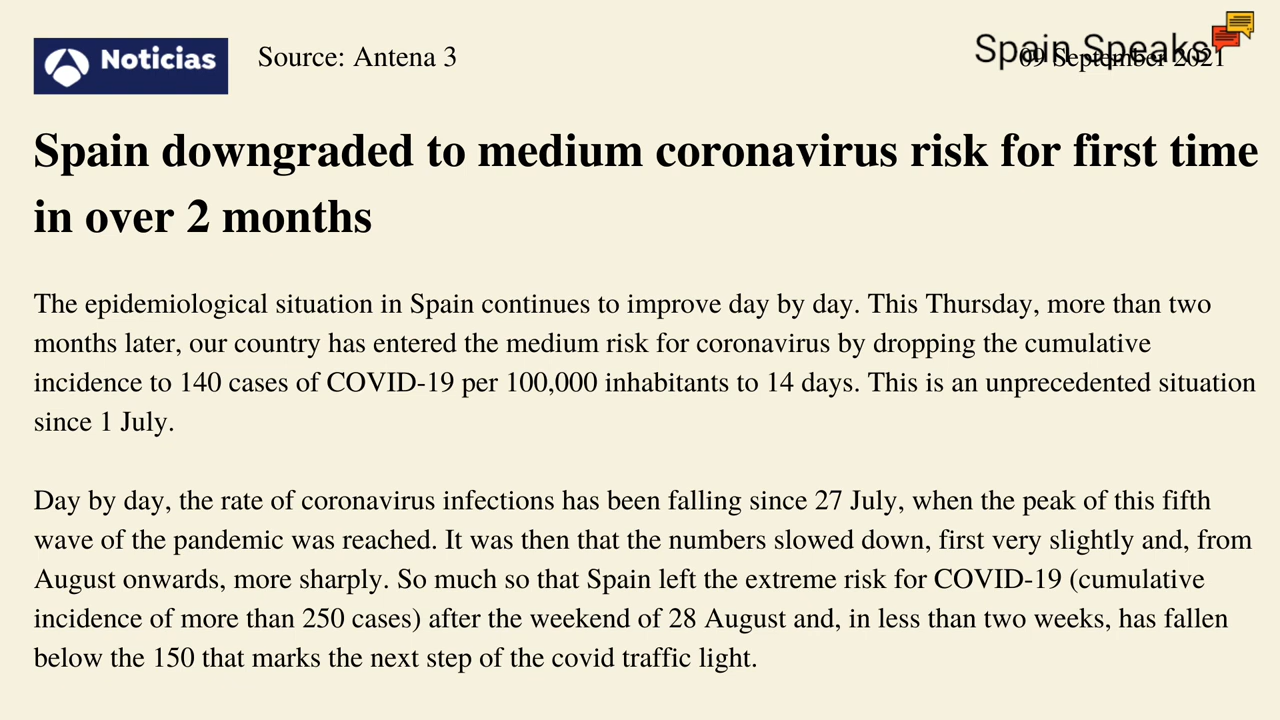 Noticias
Source: Antena 3
Spain Speaks
09 September 2021
Spain downgraded to medium coronavirus risk for first time
in over 2 months
The epidemiological situation in Spain continues to improve day by day. This Thursday, more than two
months later, our country has entered the medium risk for coronavirus by dropping the cumulative
incidence to 140 cases of COVID-19 per 100,000 inhabitants to 14 days. This is an unprecedented situation
since 1 July.
Day by day, the rate of coronavirus infections has been falling since 27 July, when the peak of this fifth
wave of the pandemic was reached. It was then that the numbers slowed down, first very slightly and, from
August onwards, more sharply. So much so that Spain left the extreme risk for COVID-19 (cumulative
incidence of more than 250 cases) after the weekend of 28 August and, in less than two weeks, has fallen
below the 150 that marks the next step of the covid traffic light.